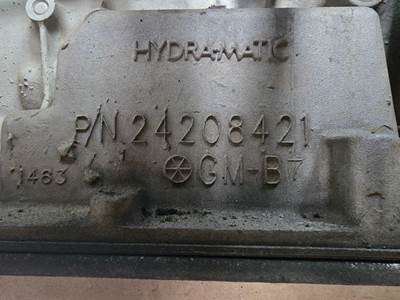 HYDRA-MATIC
P/N.24208421
1463 GM-B7